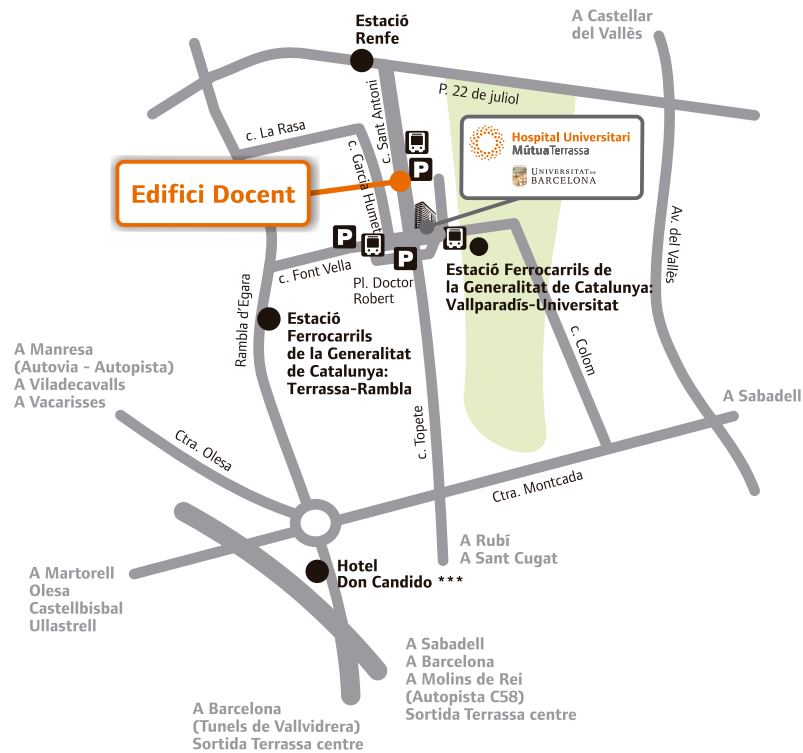 Estació
Renfe
A Castellar
del Vallès
P. 22 de juliol
c. Sant Antoni
c. La Rasa
c. Garcia Humet
P
Hospital Universitari
MútuaTerrassa
UNIVERSITAT DE
BARCELONA
Edifici Docent
Av. del Vallès
P
P
c. Font Vella
Pl. Doctor
Robert
Estació Ferrocarrils de
la Generalitat de Catalunya:
Vallparadís-Universitat
Rambla d'Egara
Estació
Ferrocarrils
de la Generalitat
de Catalunya:
Terrassa-Rambla
c. Colom
A Manresa
(Autovia - Autopista)
A Viladecavalls
A Vacarisses
A Sabadell
c. Topete
Ctra. Olesa
Ctra. Montcada
A Rubí
A Sant Cugat
Hotel
Don Candido ***
A Martorell
Olesa
Castellbisbal
Ullastrell
A Sabadell
A Barcelona
A Molins de Rei
(Autopista C58)
Sortida Terrassa centre
A Barcelona
(Tunels de Vallvidrera)
Sortida Terrassa centre